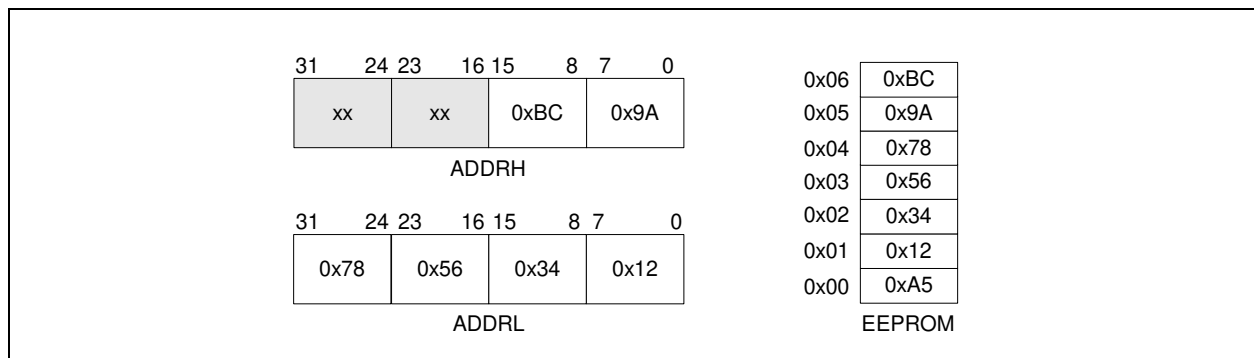 31 24 23 16 15 8 7 0
xx xx 0xBC 0x9A
ADDRH
31 24 23 16 15 8 7 0
0x78 0x56 0x34 0x12
ADDRL
0x06 0xBC
0x05 0x9A
0x04 0x78
0x03 0x56
0x02 0x34
0x01 0x12
0x00 0xA5
EEPROM